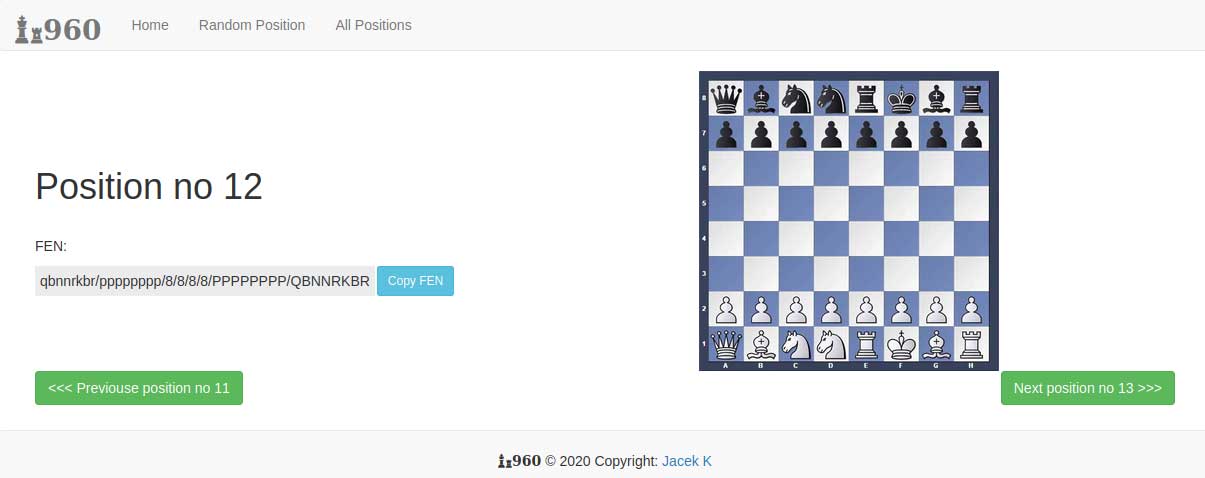 960 Home Random Position All Positions
Position no 12
FEN:
qbnnrkbr/pppppppp/8/8/8/8/PPPPPPPP/QBNNRKBR Copy FEN
8
7
6
5
4
3
2
1
A B C D E F G H
<<< Previouse position no 11
Next position no 13 >>>
960 © 2020 Copyright: Jacek K